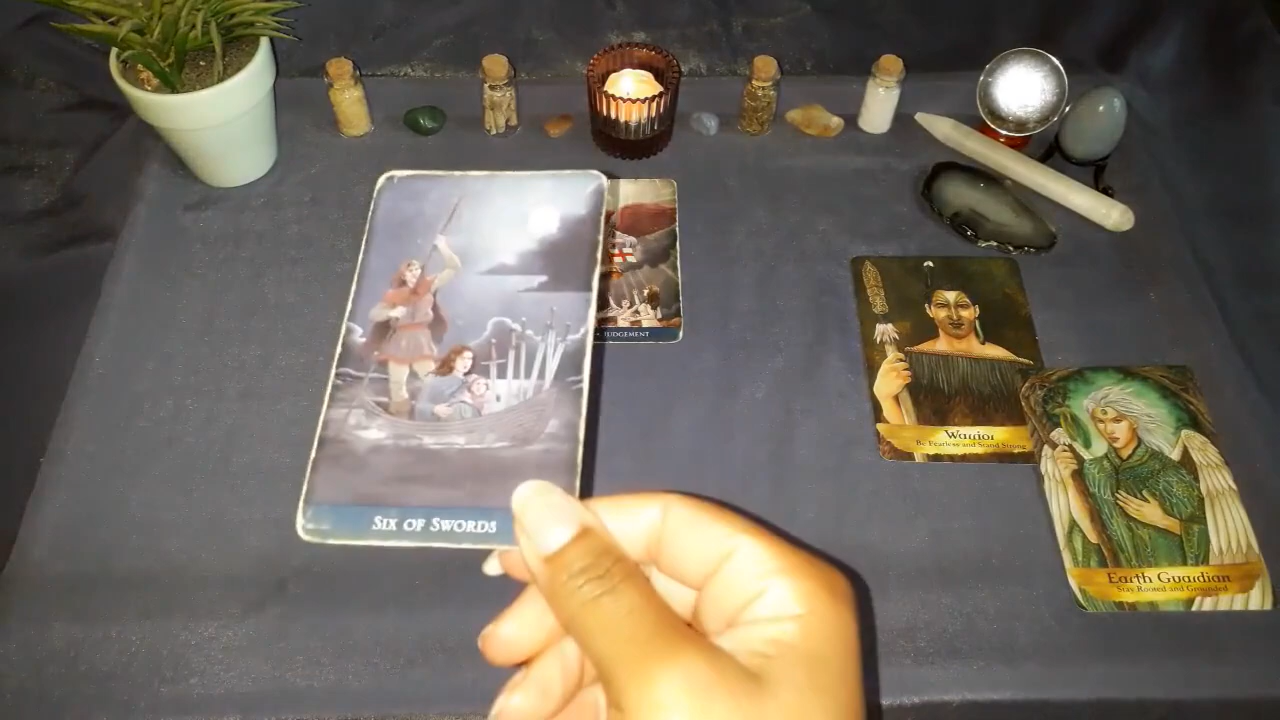 JUDGEMENT
Warrior
Be Fearless and Stand Strong
SIX OF SWORDS
Earth Guardian
Stay Rooted and Grounded